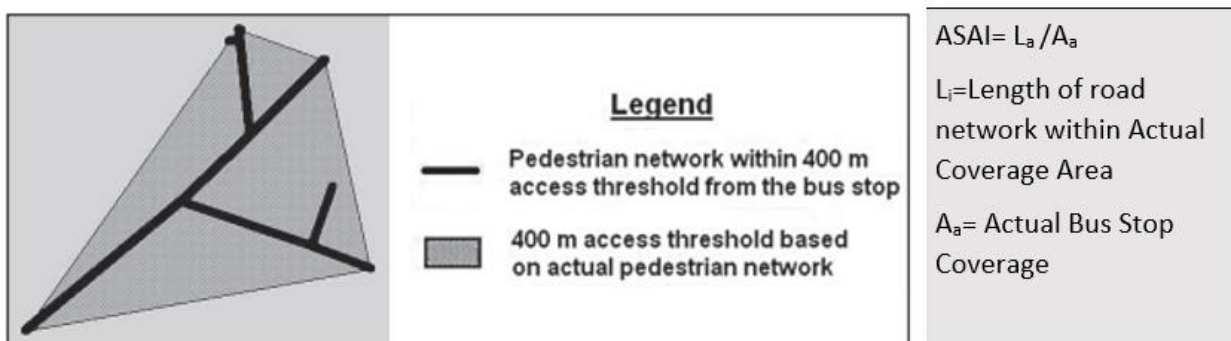 Legend
Pedestrian network within 400 m
access threshold from the bus stop
400 m access threshold based
on actual pedestrian network
ASAI= Lₐ/Aₐ
Lᵢ=Length of road
network within Actual
Coverage Area
Aₐ= Actual Bus Stop
Coverage